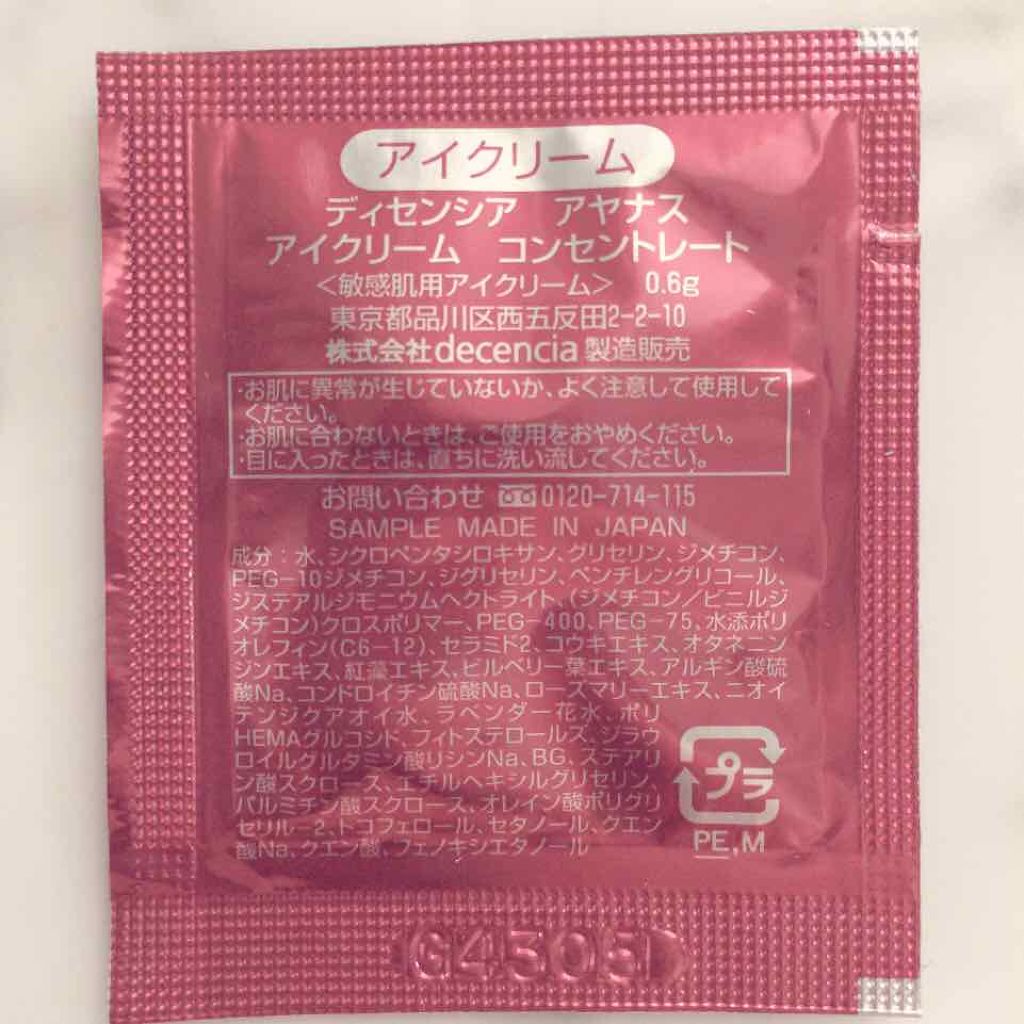 アイクリーム
ディセンシア アヤナス
アイクリーム コンセントレート
<敏感肌用アイクリーム> 0.6g
東京都品川区西五反田2-2-10
株式会社decencia 製造販売
・お肌に異常が生じていないか、よく注意して使用して
ください。
・お肌に合わないときは、ご使用をおやめください。
・目に入ったときは、直ちに洗い流してください。
お問い合わせ 0120-714-115
SAMPLE MADE IN JAPAN
成分：水、シクロペンタシロキサン、グリセリン、ジメチコン、
PEG-10ジメチコン、ジグリセリン、ペンチレングリコール、
ジステアルジモニウムヘクトライト、(ジメチコン/ビニルジ
メチコン)クロスポリマー、PEG-400、PEG-75、水添ポリ
オレフィン(C6-12)、セラミド2、コウキエキス、オタネニン
ジンエキス、紅藻エキス、ビルベリー葉エキス、アルギン酸硫
酸Na、コンドロイチン硫酸Na、ローズマリーエキス、ニオイ
テンジクアオイ水、ラベンダー花水、ポリ
HEMAグルコシド、フィトステロールズ、ジラウ
ロイルグルタミン酸リシンNa、BG、ステアリ
ン酸スクロース、エチルヘキシルグリセリン、
パルミチン酸スクロース、オレイン酸ポリグリ
セリル-2、トコフェロール、セタノール、クエン
酸Na、クエン酸、フェノキシエタノール
プラ
PE,M